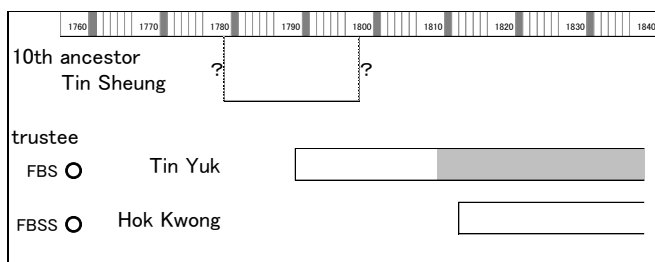 1760 1770 1780 1790 1800 1810 1820 1830 1840
10th ancestor
? ?
Tin Sheung
trustee
FBS Tin Yuk
FBSS Hok Kwong